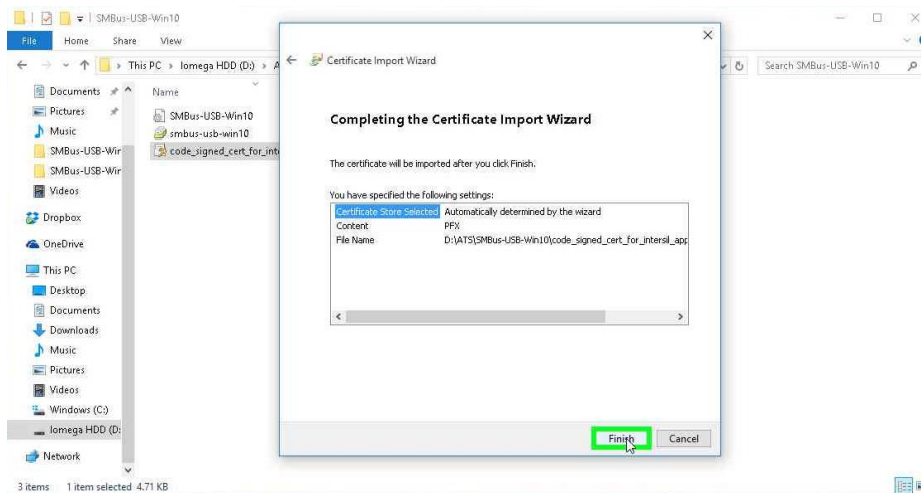 SMBus-USB-Win10
File Home Share View
This PC > Iomega HDD (D:) >
Search SMBus-USB-Win10
Documents
Pictures
Music
SMBus-USB-Wir
SMBus-USB-Wir
Videos
Dropbox
OneDrive
This PC
Desktop
Documents
Downloads
Music
Pictures
Videos
Windows (C:)
Iomega HDD (D:
Network
3 items 1 item selected 4.71 KB
Name
SMBus-USB-Win10
smbus-usb-win10
code_signed_cert_for_inte
Certificate Import Wizard
Completing the Certificate Import Wizard
The certificate will be imported after you click Finish.
You have specified the following settings:
Certificate Store Selected Automatically determined by the wizard
Content PFX
File Name D:\ATS\SMBus-USB-Win10\code_signed_cert_for_intersil_app
Finish Cancel